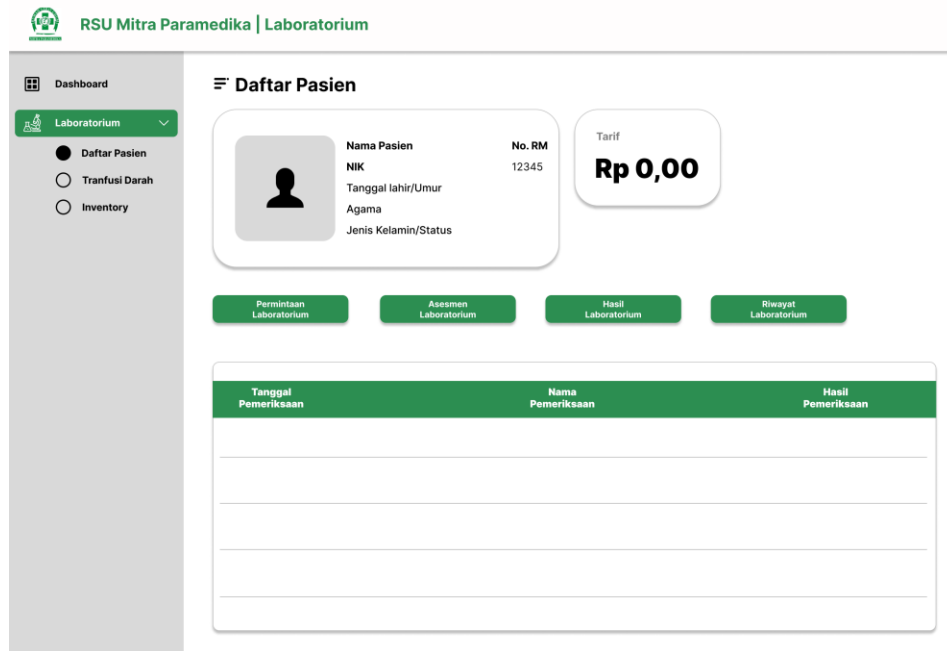 RSU Mitra Paramedika | Laboratorium
Dashboard
Laboratorium
Daftar Pasien
Tranfusi Darah
Inventory
Daftar Pasien
Nama Pasien No. RM
NIK 12345
Tanggal lahir/Umur
Agama
Jenis Kelamin/Status
Tarif
Rp 0,00
Permintaan
Laboratorium
Asesmen
Laboratorium
Hasil
Laboratorium
Riwayat
Laboratorium
Tanggal
Pemeriksaan
Nama
Pemeriksaan
Hasil
Pemeriksaan